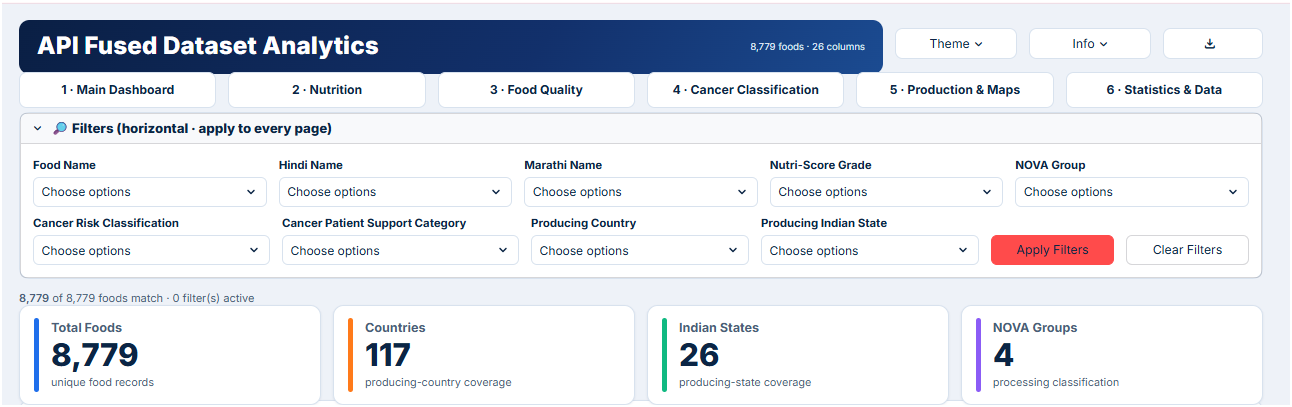 API Fused Dataset Analytics
8,779 foods · 26 columns
Theme
Info
1 · Main Dashboard
2 · Nutrition
3 · Food Quality
4 · Cancer Classification
5 · Production & Maps
6 · Statistics & Data
Filters (horizontal · apply to every page)
Food Name
Hindi Name
Marathi Name
Nutri-Score Grade
NOVA Group
Choose options
Choose options
Choose options
Choose options
Choose options
Cancer Risk Classification
Cancer Patient Support Category
Producing Country
Producing Indian State
Choose options
Choose options
Choose options
Choose options
Apply Filters
Clear Filters
8,779 of 8,779 foods match · 0 filter(s) active
Total Foods
8,779
unique food records
Countries
117
producing-country coverage
Indian States
26
producing-state coverage
NOVA Groups
4
processing classification